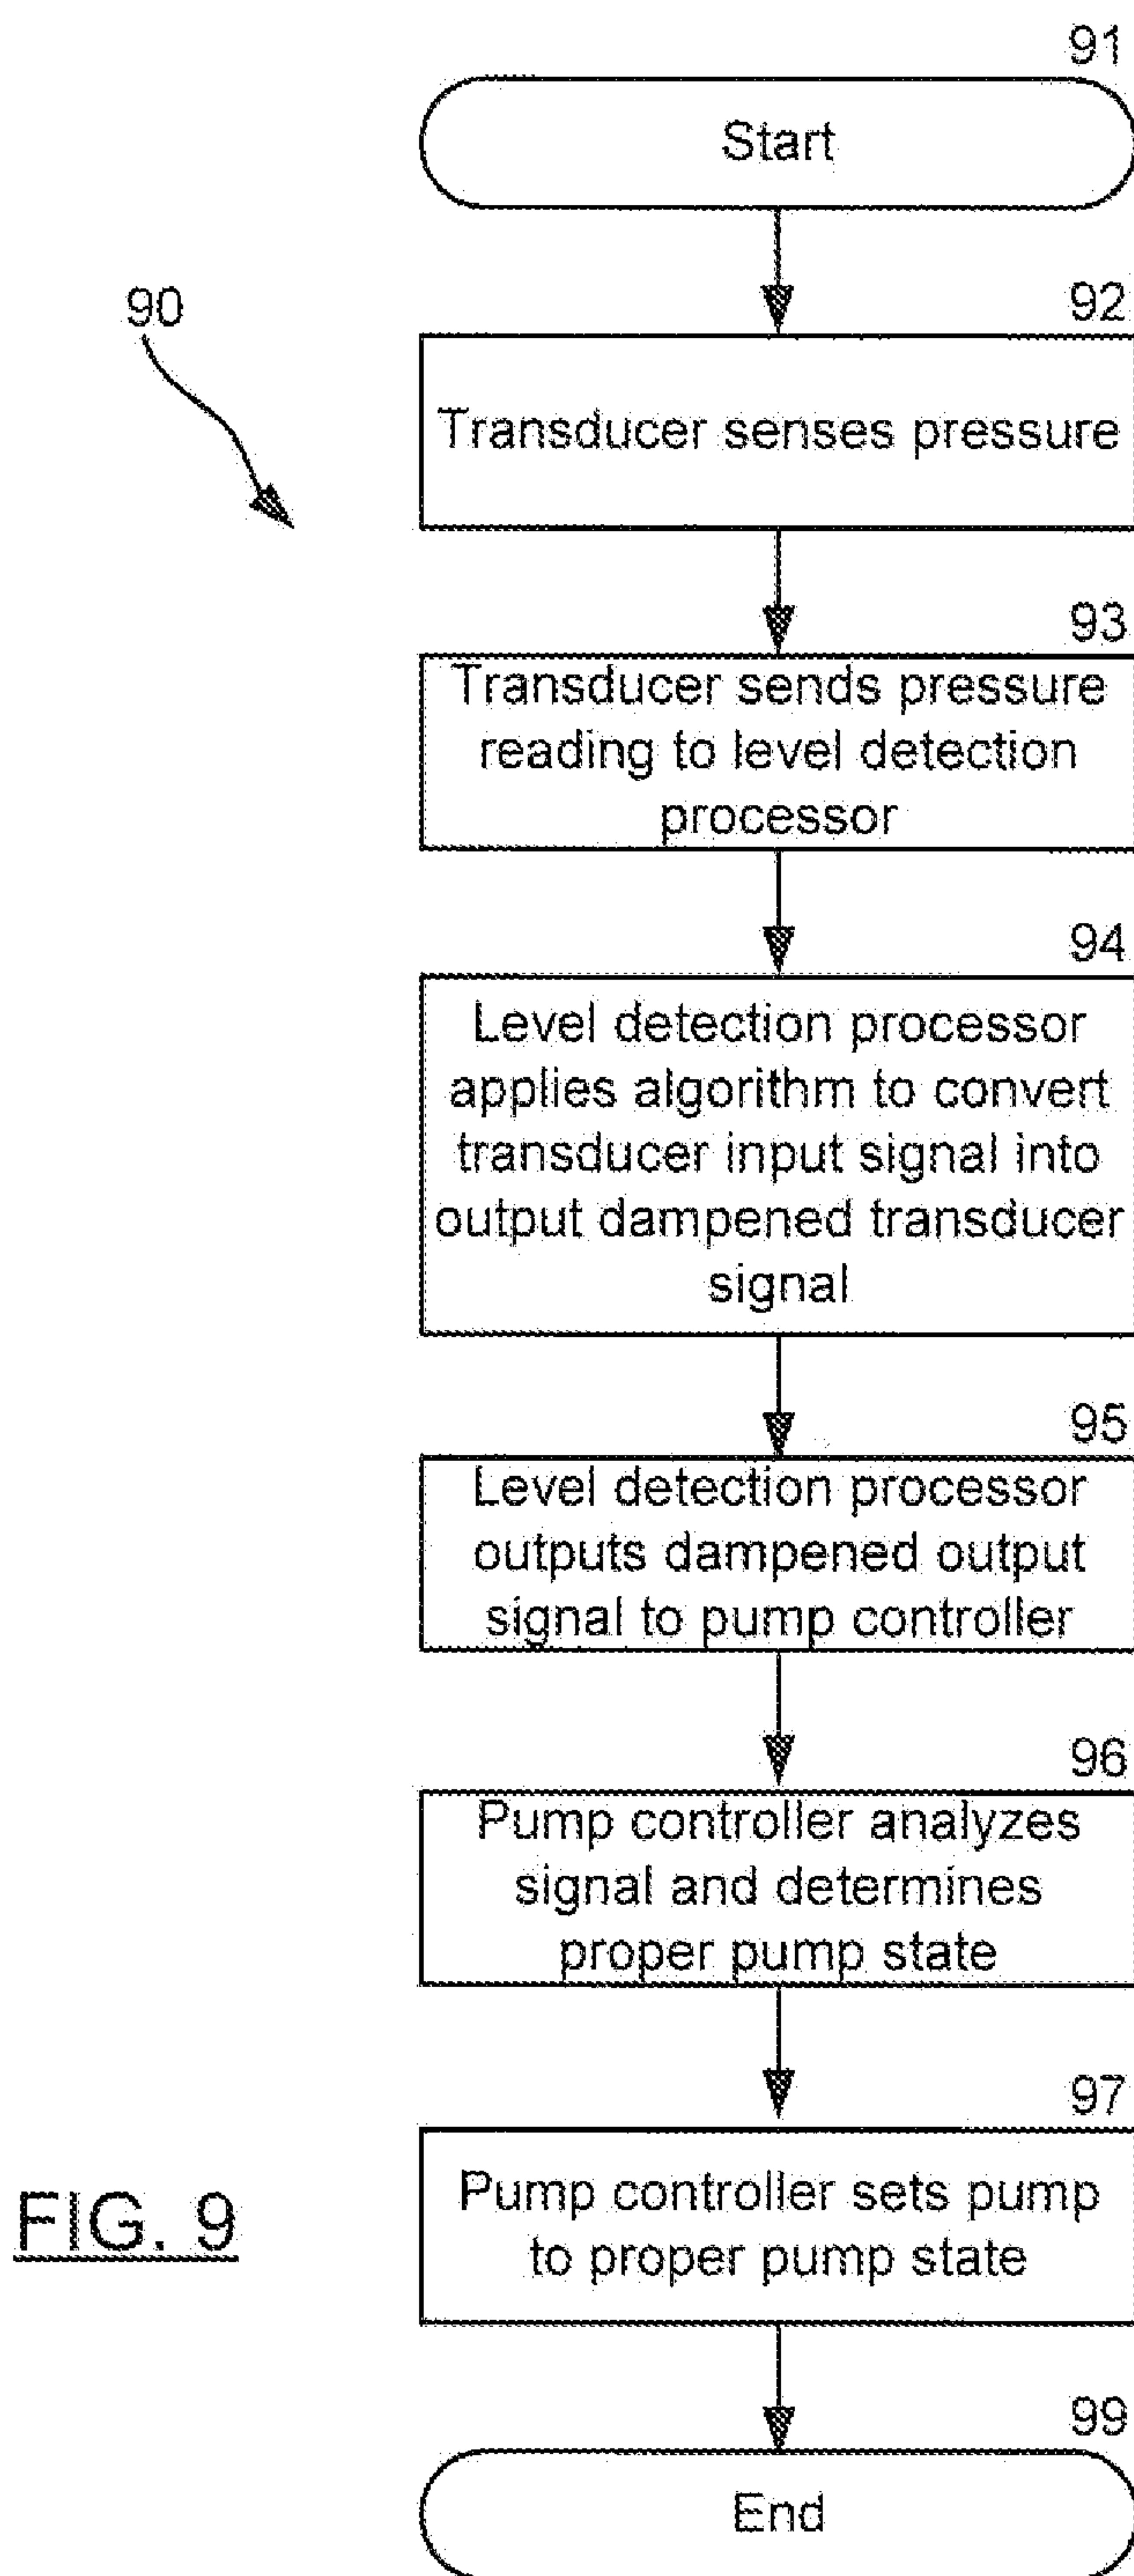 91
Start
90
92
Transducer senses pressure
93
Transducer sends pressure
reading to level detection
processor
94
Level detection processor
applies algorithm to convert
transducer input signal into
output dampened transducer
signal
95
Level detection processor
outputs dampened output
signal to pump controller
96
Pump controller analyzes
signal and determines
proper pump state
97
Pump controller sets pump
to proper pump state
FIG. 9
99
End